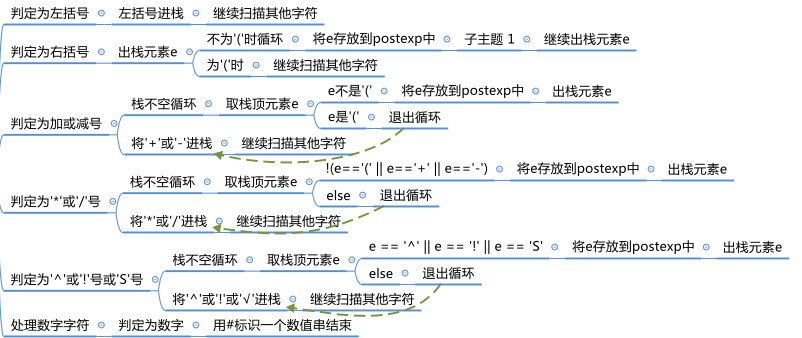 判定为左括号 左括号进栈 继续扫描其他字符
判定为右括号 出栈元素e 不为'('时循环 将e存放到postexp中 子主题 1 继续出栈元素e
为'('时 继续扫描其他字符
判定为加或减号 栈不空循环 取栈顶元素e e不是'(' 将e存放到postexp中 出栈元素e
e是'(' 退出循环
将'+'或'-'进栈 继续扫描其他字符
判定为'*'或'/'号 栈不空循环 取栈顶元素e !(e=='(' || e=='+' || e=='-') 将e存放到postexp中 出栈元素e
else 退出循环
将'*'或'/'进栈 继续扫描其他字符
判定为'^'或'!'号或'S'号 栈不空循环 取栈顶元素e e == '^' || e == '!' || e == 'S' 将e存放到postexp中 出栈元素e
else 退出循环
将'^'或'!'或'√'进栈 继续扫描其他字符
处理数字字符 判定为数字 用#标识一个数值串结束